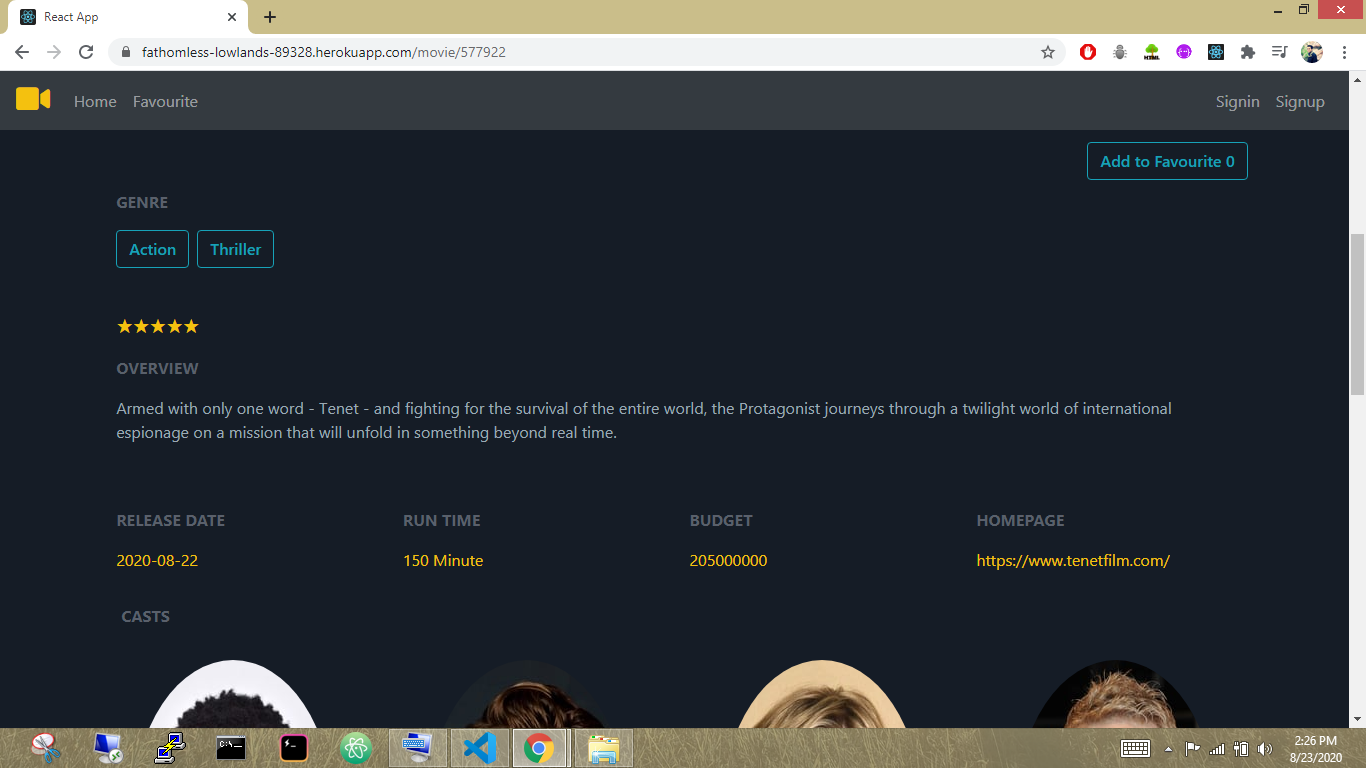 React App
fathomless-lowlands-89328.herokuapp.com/movie/577922
HTML
Home Favourite Signin Signup
Add to Favourite 0
GENRE
Action Thriller
★★★★★
OVERVIEW
Armed with only one word - Tenet - and fighting for the survival of the entire world, the Protagonist journeys through a twilight world of international
espionage on a mission that will unfold in something beyond real time.
RELEASE DATE RUN TIME BUDGET HOMEPAGE
2020-08-22 150 Minute 205000000 https://www.tenetfilm.com/
CASTS
C:\_
2:26 PM
8/23/2020